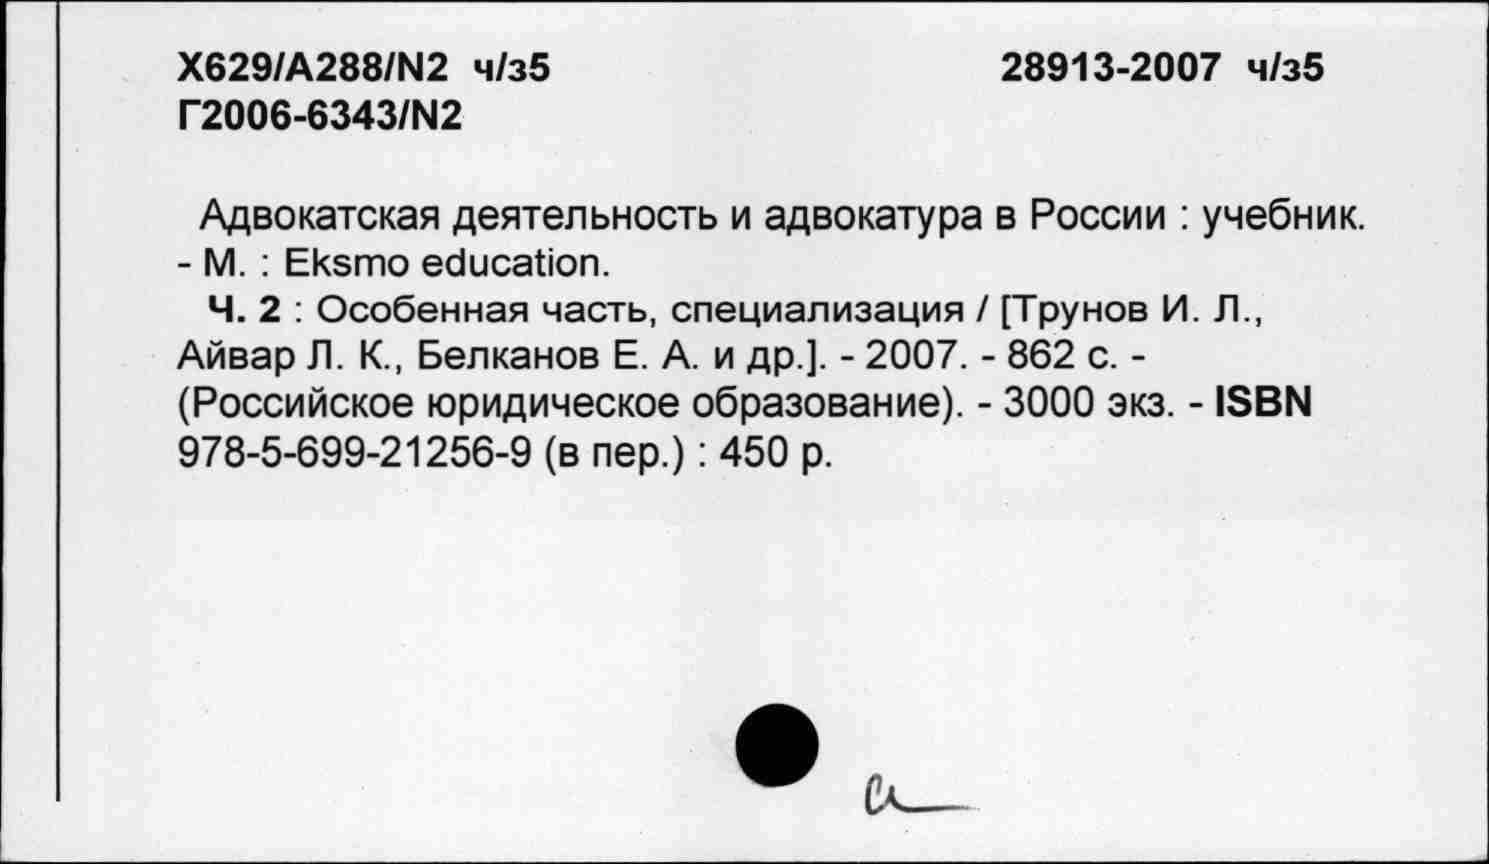 Х629/А288/N2 ч/з5 28913-2007 ч/з5
Г2006-6343/N2
Адвокатская деятельность и адвокатура в России : учебник.
- М. : Eksmo education.
Ч. 2 : Особенная часть, специализация / [Трунов И. Л.,
Айвар Л. К., Белканов Е. А. и др.]. - 2007. - 862 с. -
(Российское юридическое образование). - 3000 экз. - ISBN
978-5-699-21256-9 (в пер.) : 450 р.